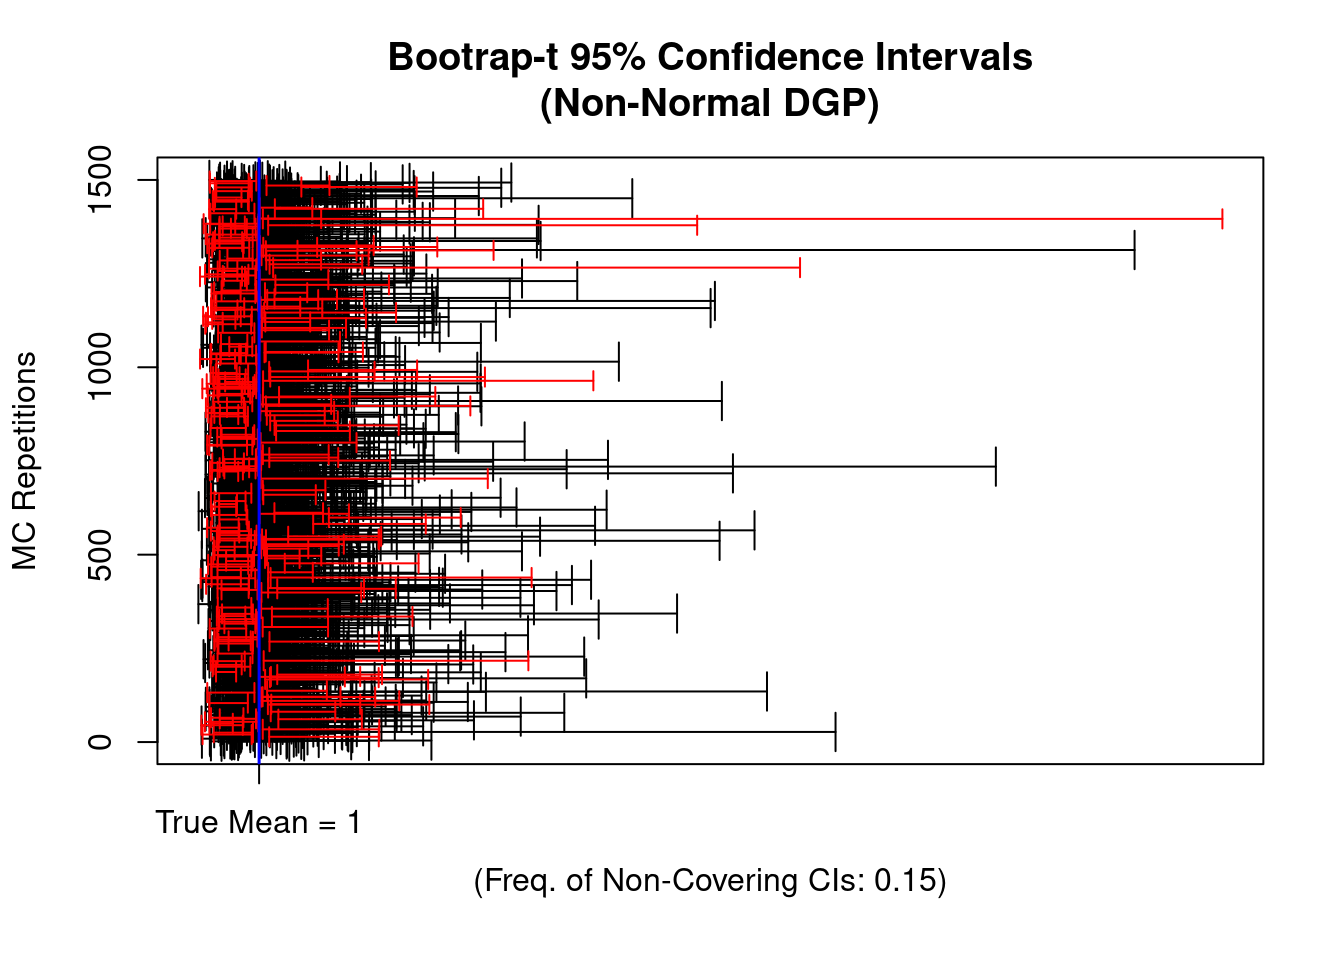 Bootrap-t 95% Confidence Intervals
(Non-Normal DGP)
MC Repetitions
1500
1000
500
0
True Mean = 1
(Freq. of Non-Covering CIs: 0.15)